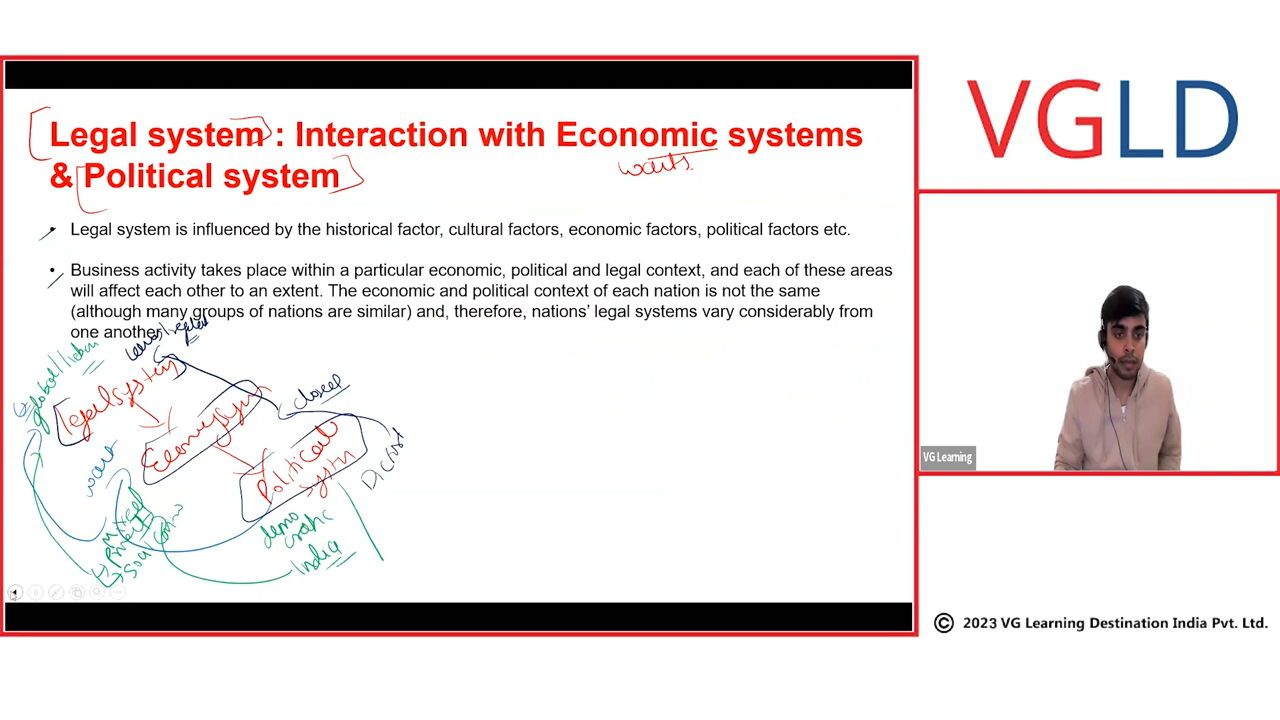 VGLD
Legal system : Interaction with Economic systems
& Political system
wants
• Legal system is influenced by the historical factor, cultural factors, economic factors, political factors etc.
• Business activity takes place within a particular economic, political and legal context, and each of these areas
will affect each other to an extent. The economic and political context of each nation is not the same
(although many groups of nations are similar) and, therefore, nations' legal systems vary considerably from
one another
legal system
closed
Political
demo
cratic
India
mixed
VG Learning
© 2023 VG Learning Destination India Pvt. Ltd.